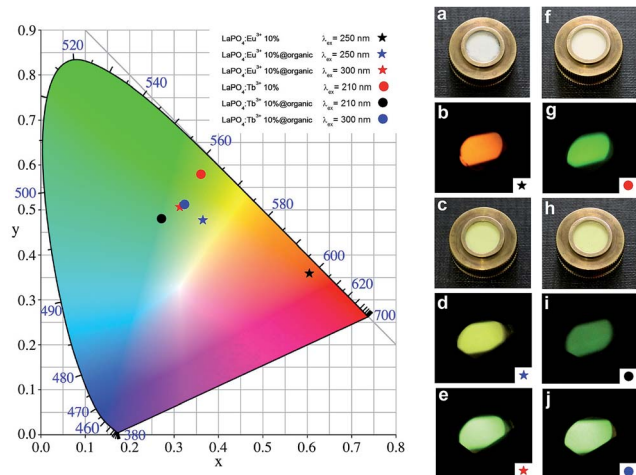 LaPO4:Eu3+ 10% λex = 250 nm
LaPO4:Eu3+ 10%@organic λex = 250 nm
LaPO4:Eu3+ 10%@organic λex = 300 nm
LaPO4:Tb3+ 10% λex = 210 nm
LaPO4:Tb3+ 10%@organic λex = 210 nm
LaPO4:Tb3+ 10%@organic λex = 300 nm
0.9
0.8
0.7
0.6
0.5
y
0.4
0.3
0.2
0.1
0.0
0.0 0.1 0.2 0.3 0.4 0.5 0.6 0.7 0.8
x
520
540
560
500
580
600
620
490
700
480
470
460
380
a
f
b
g
c
h
d
i
e
j